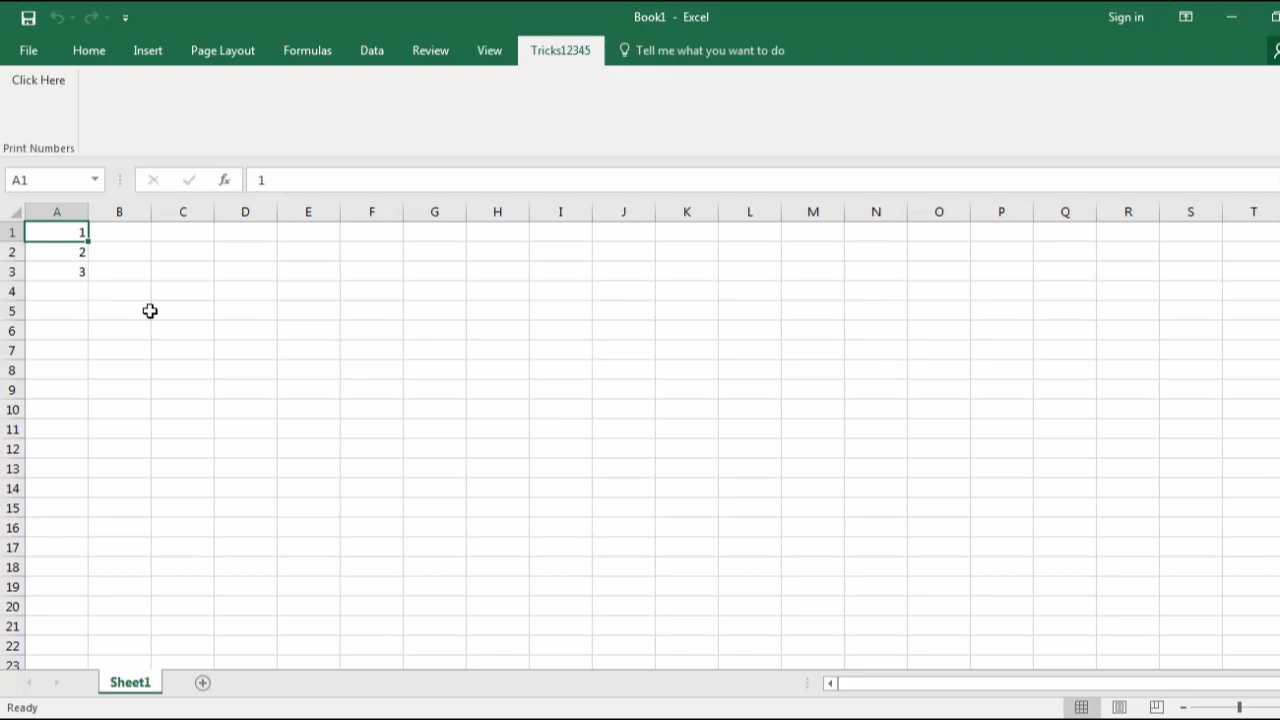 Book1 - Excel
Sign in
File Home Insert Page Layout Formulas Data Review View Tricks12345 Tell me what you want to do
Click Here
Print Numbers
A1 fx 1
A B C D E F G H I J K L M N O P Q R S T
1 1
2 2
3 3
4
5
6
7
8
9
10
11
12
13
14
15
16
17
18
19
20
21
22
23
Sheet1
Ready